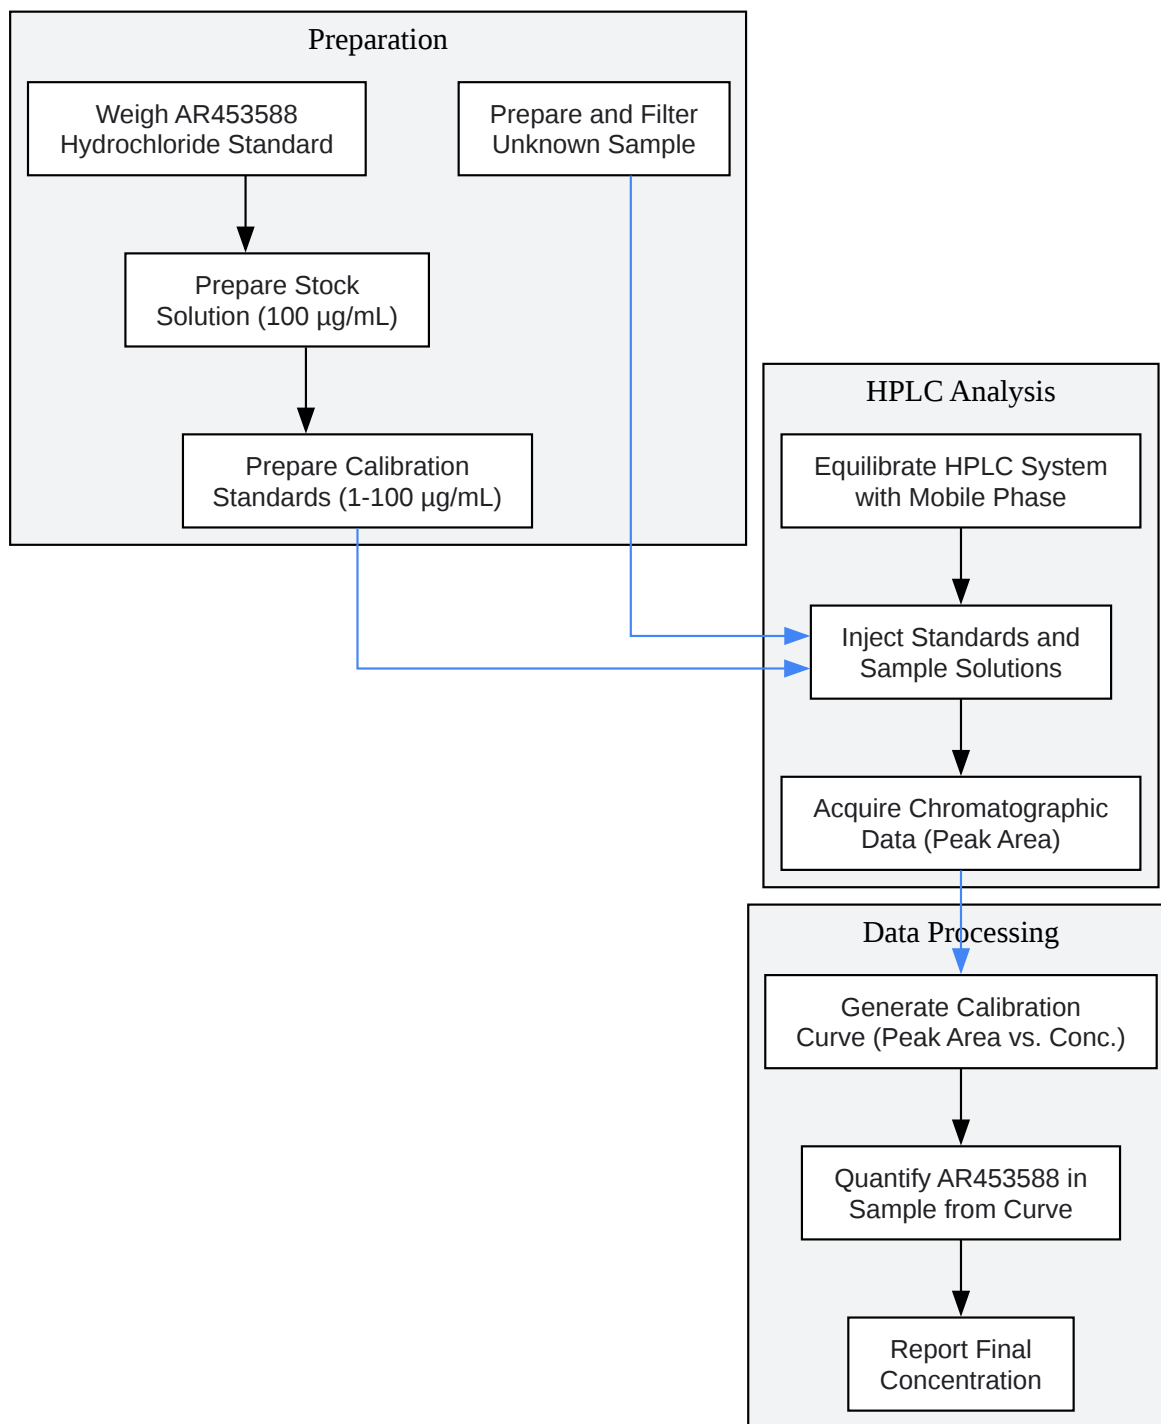 Preparation
Weigh AR453588
Hydrochloride Standard
Prepare and Filter
Unknown Sample
Prepare Stock
Solution (100 µg/mL)
Prepare Calibration
Standards (1-100 µg/mL)
HPLC Analysis
Equilibrate HPLC System
with Mobile Phase
Inject Standards and
Sample Solutions
Acquire Chromatographic
Data (Peak Area)
Data Processing
Generate Calibration
Curve (Peak Area vs. Conc.)
Quantify AR453588 in
Sample from Curve
Report Final
Concentration